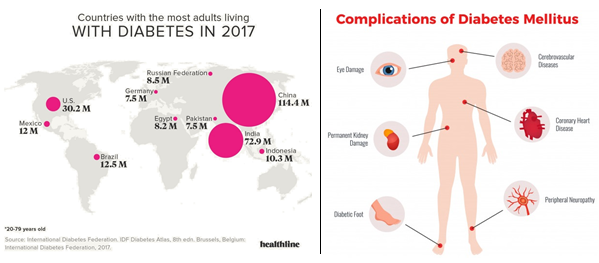 Countries with the most adults living
WITH DIABETES IN 2017
Russian Federation
8.5 M
Germany
7.5 M
China
114.4 M
U.S.
30.2 M
Mexico
12 M
Egypt
8.2 M
Pakistan
7.5 M
India
72.9 M
Indonesia
10.3 M
Brazil
12.5 M
*20-79 years old
Source: International Diabetes Federation. IDF Diabetes Atlas, 8th edn. Brussels, Belgium:
International Diabetes Federation, 2017.
healthline
Complications of Diabetes Mellitus
Eye Damage
Cerebrovascular
Diseases
Coronary Heart
Disease
Permanent Kidney
Damage
Diabetic Foot
Peripheral Neuropathy